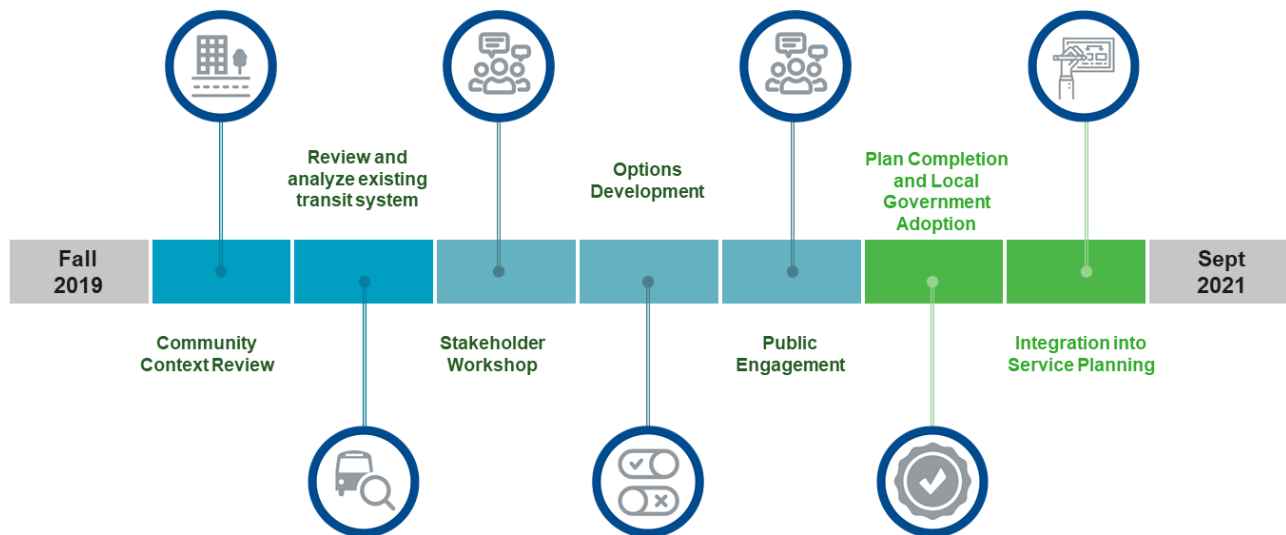 Review and
analyze existing
transit system
Options
Development
Plan Completion
and Local
Government
Adoption
Fall
2019
Sept
2021
Community
Context Review
Stakeholder
Workshop
Public
Engagement
Integration into
Service Planning